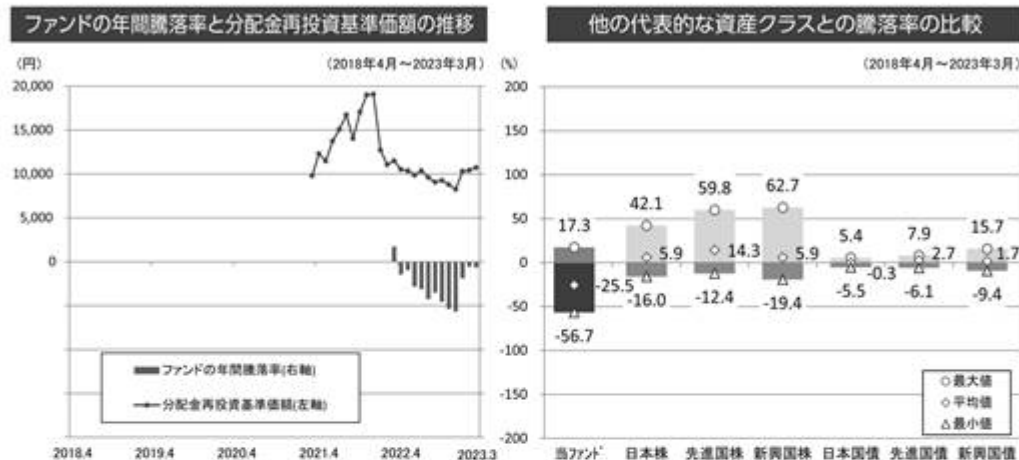 ファンドの年間騰落率と分配金再投資基準価額の推移
(円)
(2018年4月~2023年3月)
20,000
15,000
10,000
5,000
0
ファンドの年間騰落率(右軸)
分配金再投資基準価額(左軸)
2018.4
2019.4
2020.4
2021.4
2022.4
2023.3
他の代表的な資産クラスとの騰落率の比較
(%)
(2018年4月~2023年3月)
200
150
100
50
0
-50
-100
-150
-200
17.3
42.1
59.8
62.7
5.4
7.9
15.7
-25.5
5.9
14.3
5.9
-0.3
2.7
1.7
-56.7
-16.0
-12.4
-19.4
-5.5
-6.1
-9.4
最大値
平均値
最小値
当ファンド
日本株
先進国株
新興国株
日本国債
先進国債
新興国債